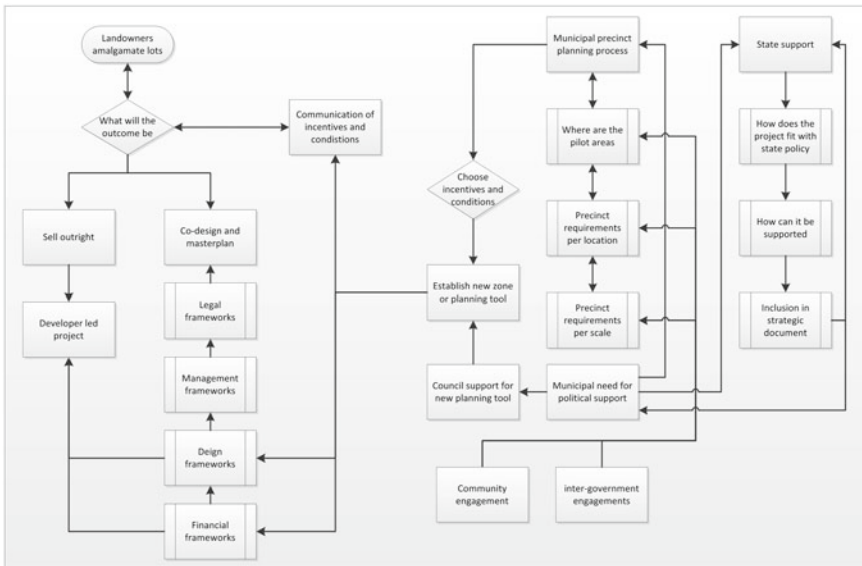 Landowners
amalgamate lots
What will the
outcome be
Communication of
incentives and
condistions
Sell outright
Co-design and
masterplan
Developer led
project
Legal
frameworks
Management
frameworks
Deign
frameworks
Financial
frameworks
Municipal precinct
planning process
Where are the
pilot areas
Choose
incentives and
conditions
Precinct
requirements
per location
Establish new zone
or planning tool
Precinct
requirements
per scale
Council support for
new planning tool
Municipal need for
political support
Community
engagement
inter-government
engagements
State support
How does the
project fit with
state policy
How can it be
supported
Inclusion in
strategic
document